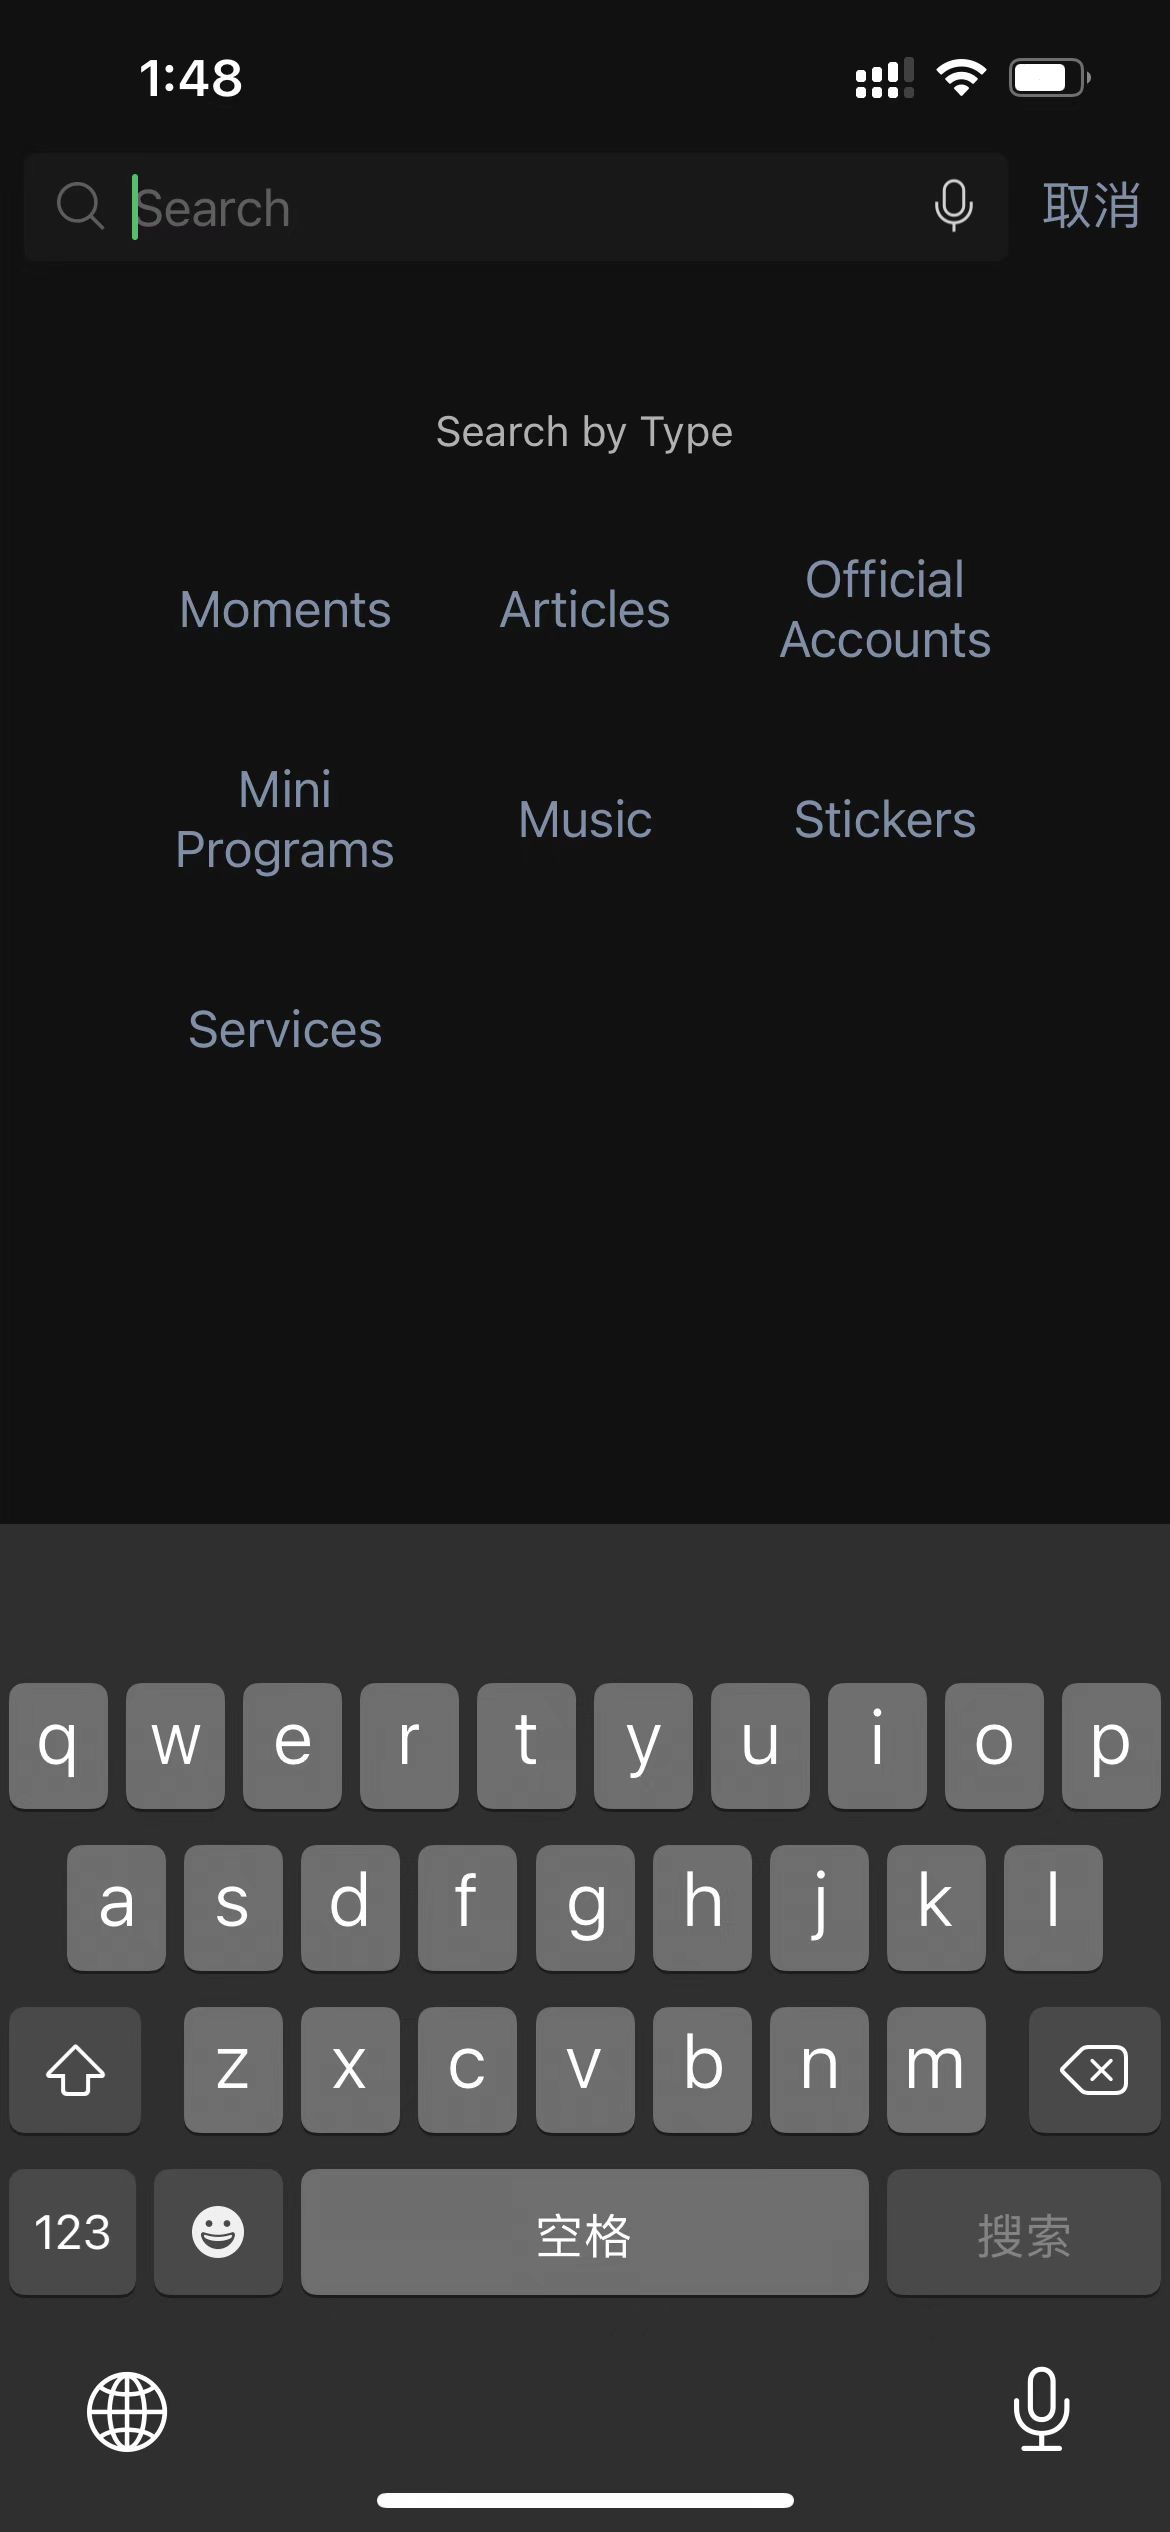 1:48
Search
取消
Search by Type
Moments
Articles
Official
Accounts
Mini
Programs
Music
Stickers
Services
q w e r t y u i o p
a s d f g h j k l
z x c v b n m
123
空格
搜索